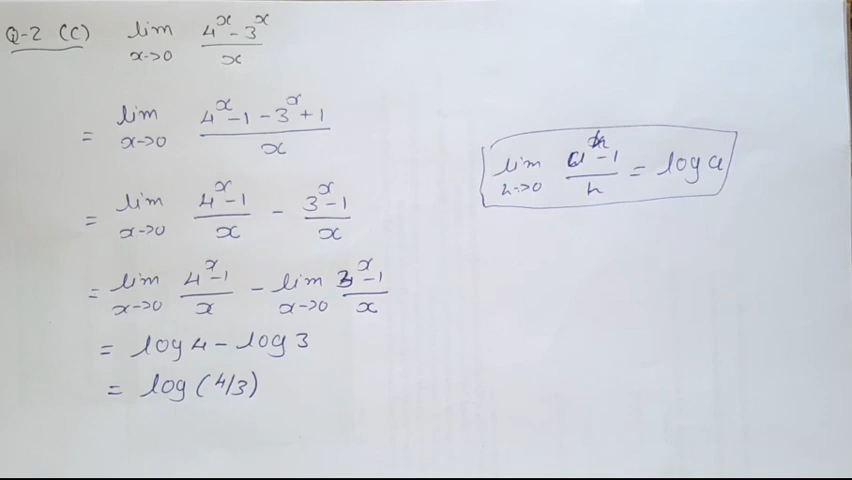 Q-2 (C) lim x→0 (4^x - 3^x)/x
= lim x→0 (4^x - 1 - 3^x + 1)/x
lim h→0 (a^h - 1)/h = log a
= lim x→0 (4^x - 1)/x - (3^x - 1)/x
= lim x→0 (4^x - 1)/x - lim x→0 (3^x - 1)/x
= log 4 - log 3
= log (4/3)